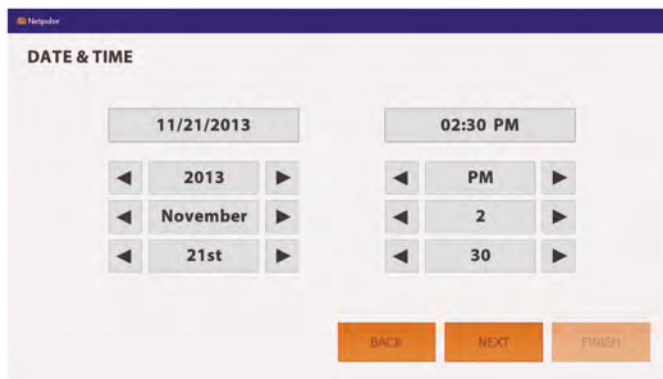 Netpulse
DATE & TIME
11/21/2013
02:30 PM
2013
November
21st
PM
2
30
BACK
NEXT
FINISH